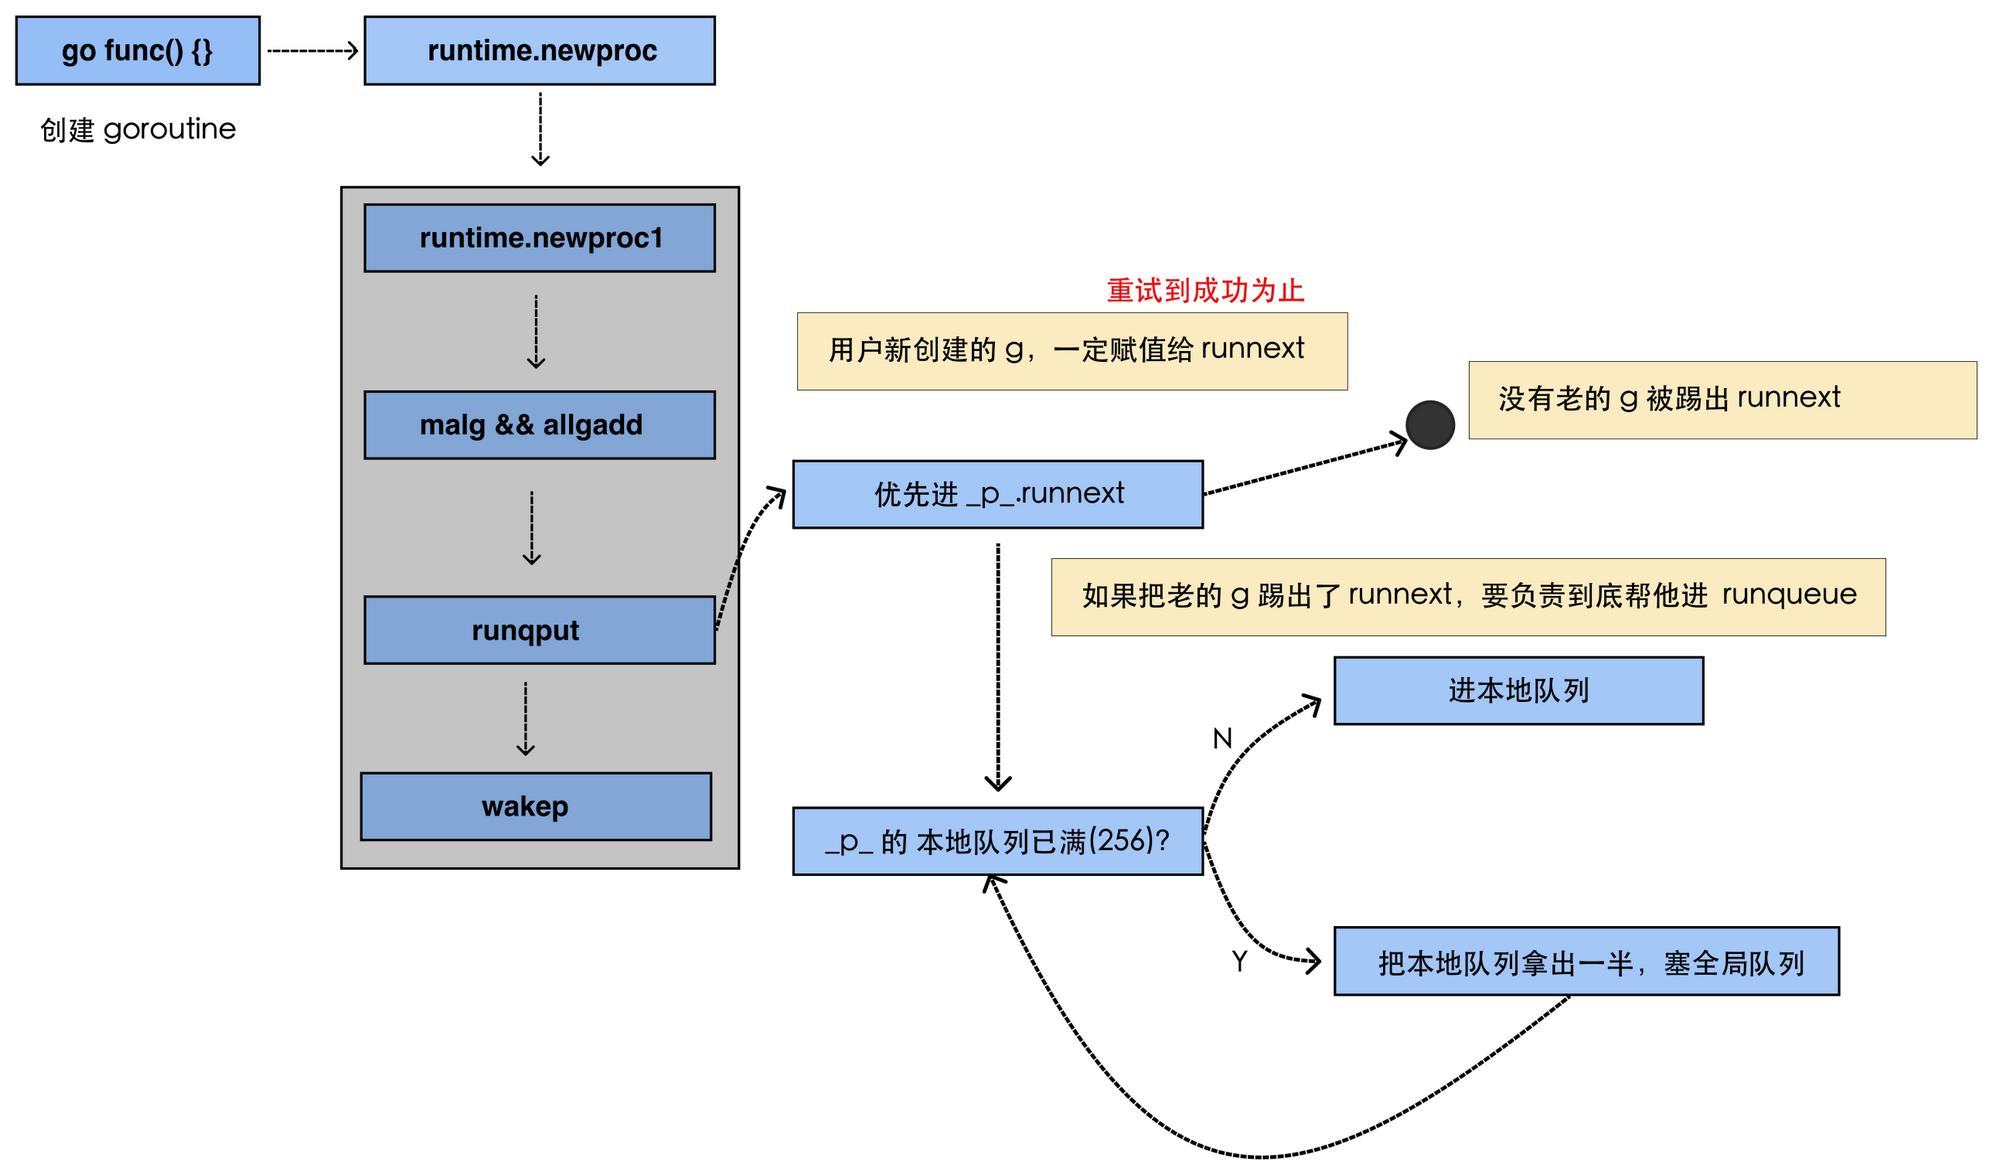 go func() {}
runtime.newproc
创建 goroutine
runtime.newproc1
malg && allgadd
runqput
wakep
重试到成功为止
用户新创建的 g，一定赋值给 runnext
没有老的 g 被踢出 runnext
优先进 _p_.runnext
如果把老的 g 踢出了 runnext，要负责到底帮他进 runqueue
进本地队列
N
_p_ 的 本地队列已满(256)?
Y
把本地队列拿出一半，塞全局队列